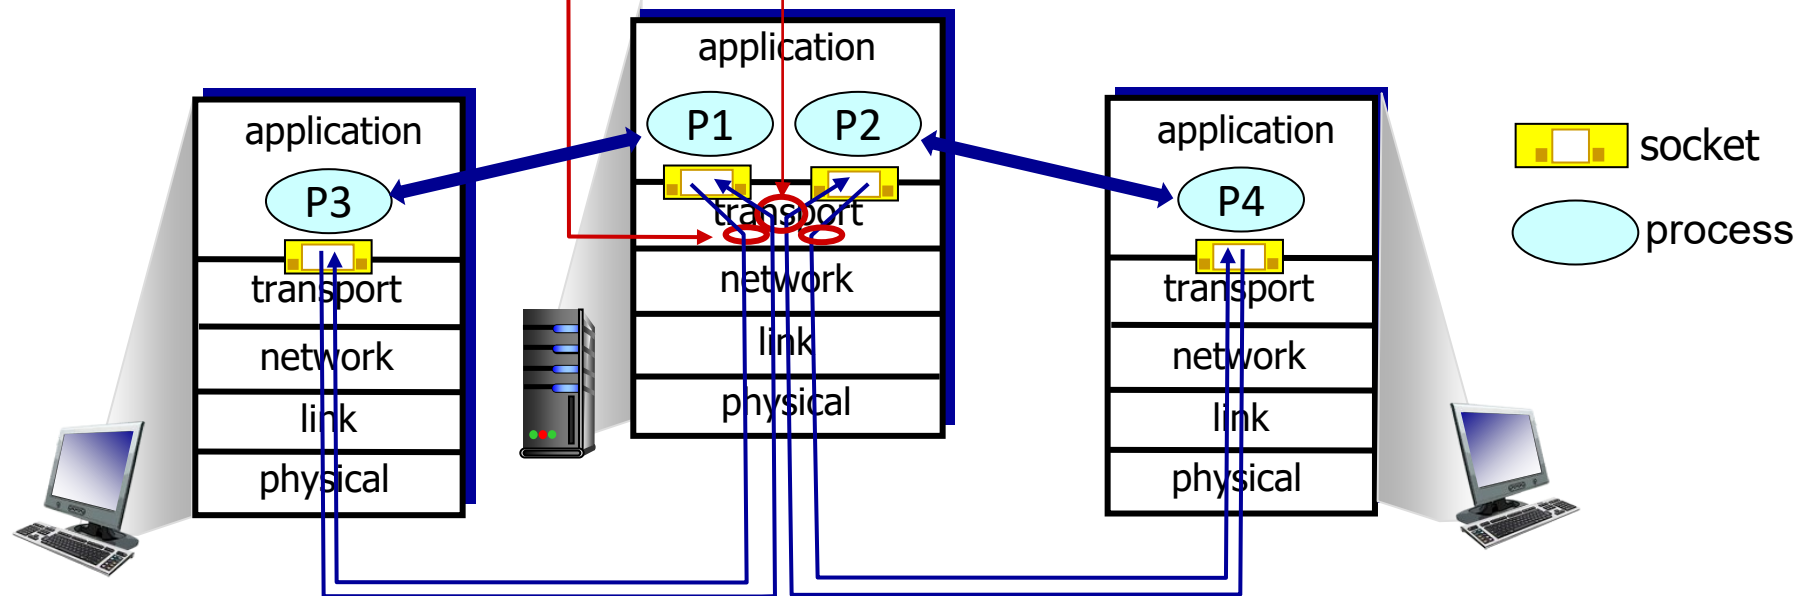 application
P1
P2
transport
network
link
physical
application
P3
transport
network
link
physical
application
P4
transport
network
link
physical
socket
process